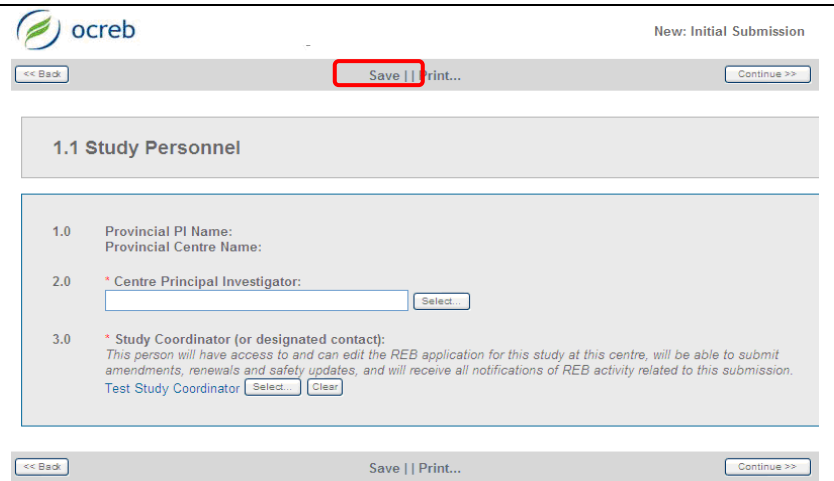 ocreb
New: Initial Submission
<< Back
Save | | Print...
Continue >>
1.1 Study Personnel
1.0 Provincial PI Name:
Provincial Centre Name:
2.0 * Centre Principal Investigator:
Select...
3.0 * Study Coordinator (or designated contact):
This person will have access to and can edit the REB application for this study at this centre, will be able to submit
amendments, renewals and safety updates, and will receive all notifications of REB activity related to this submission.
Test Study Coordinator Select... Clear
<< Back
Save | | Print...
Continue >>